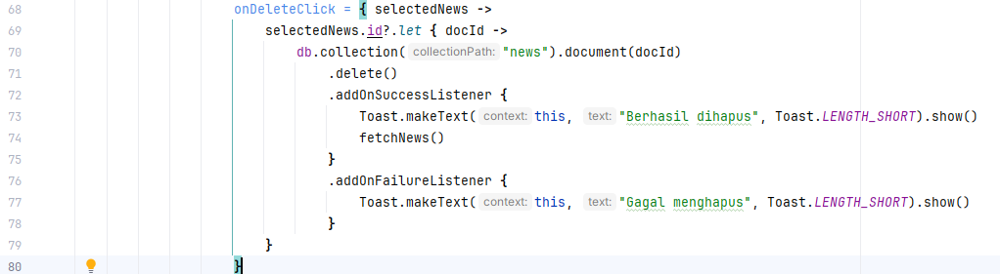 68 onDeleteClick = { selectedNews ->
69 selectedNews.id?.let { docId ->
70 db.collection( collectionPath: "news").document(docId)
71 .delete()
72 .addOnSuccessListener {
73 Toast.makeText( context: this, text: "Berhasil dihapus", Toast.LENGTH_SHORT).show()
74 fetchNews()
75 }
76 .addOnFailureListener {
77 Toast.makeText( context: this, text: "Gagal menghapus", Toast.LENGTH_SHORT).show()
78 }
79 }
80 }